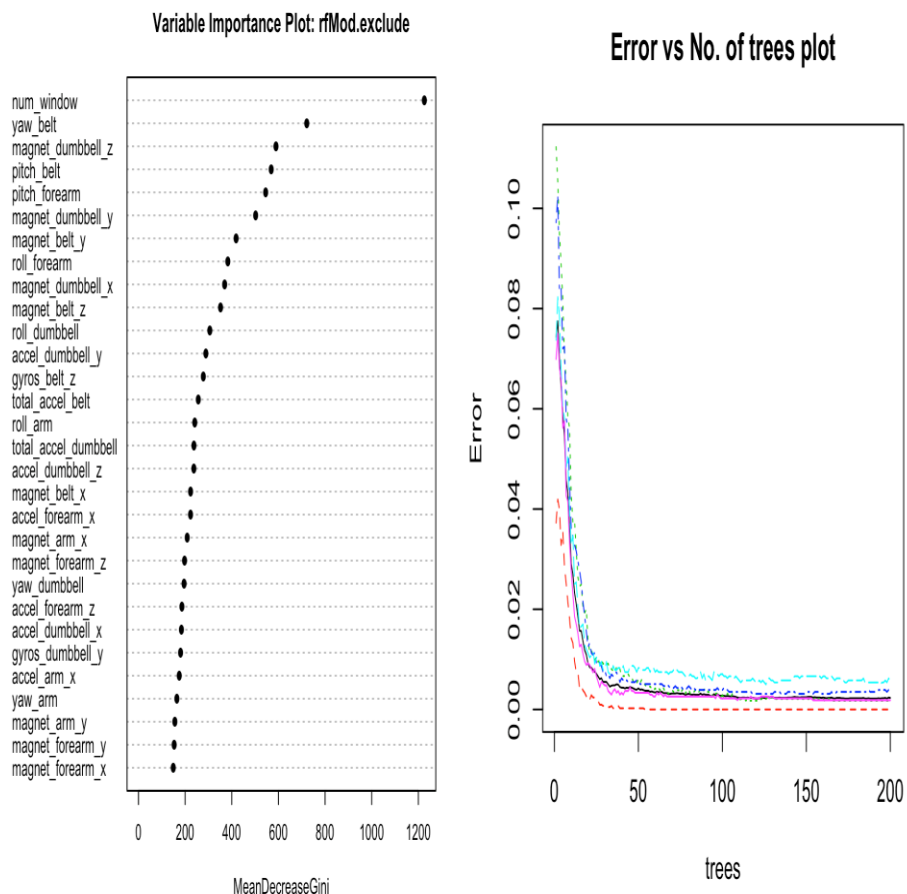 Variable Importance Plot: rfMod.exclude
num_window
yaw_belt
magnet_dumbbell_z
pitch_belt
pitch_forearm
magnet_dumbbell_y
magnet_belt_y
roll_forearm
magnet_dumbbell_x
magnet_belt_z
roll_dumbbell
accel_dumbbell_y
gyros_belt_z
total_accel_belt
roll_arm
total_accel_dumbbell
accel_dumbbell_z
magnet_belt_x
accel_forearm_x
magnet_arm_x
magnet_forearm_z
yaw_dumbbell
accel_forearm_z
accel_dumbbell_x
gyros_dumbbell_y
accel_arm_x
yaw_arm
magnet_arm_y
magnet_forearm_y
magnet_forearm_x
0 200 400 600 800 1000 1200
MeanDecreaseGini
Error vs No. of trees plot
0.10
0.08
0.06
0.04
0.02
0.00
Error
0 50 100 150 200
trees